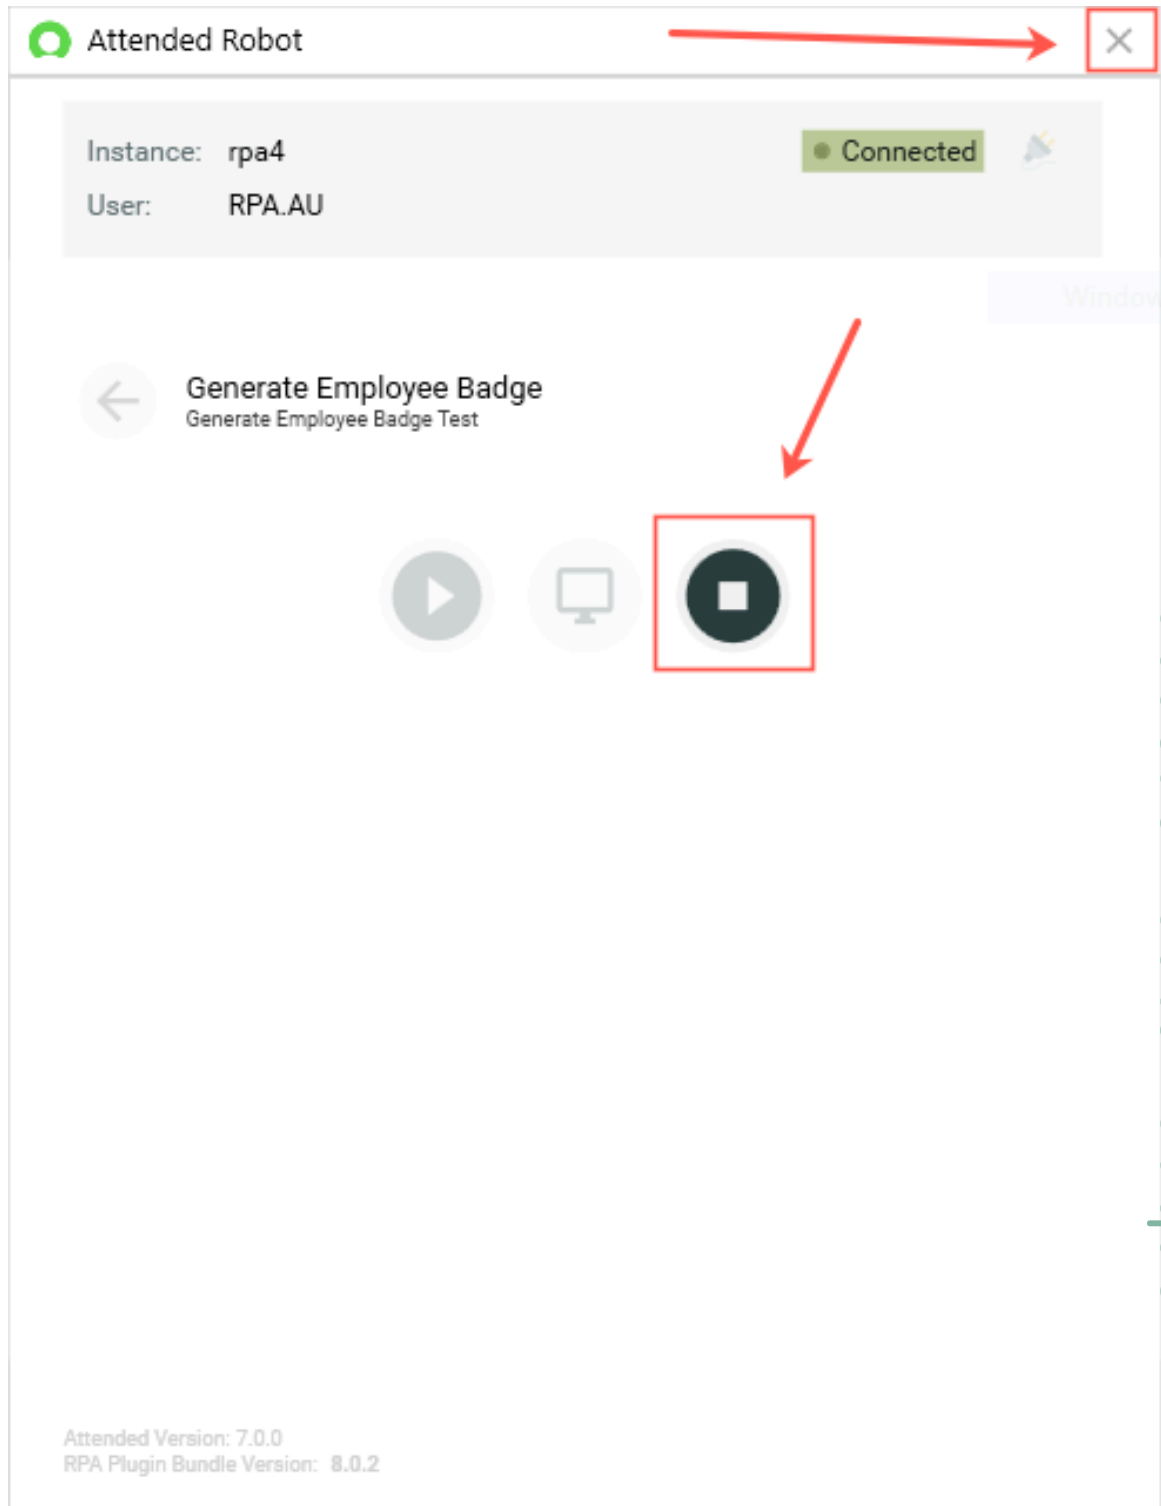 Attended Robot
Instance: rpa4
Connected
User: RPA.AU
Window
Generate Employee Badge
Generate Employee Badge Test
Attended Version: 7.0.0
RPA Plugin Bundle Version: 8.0.2